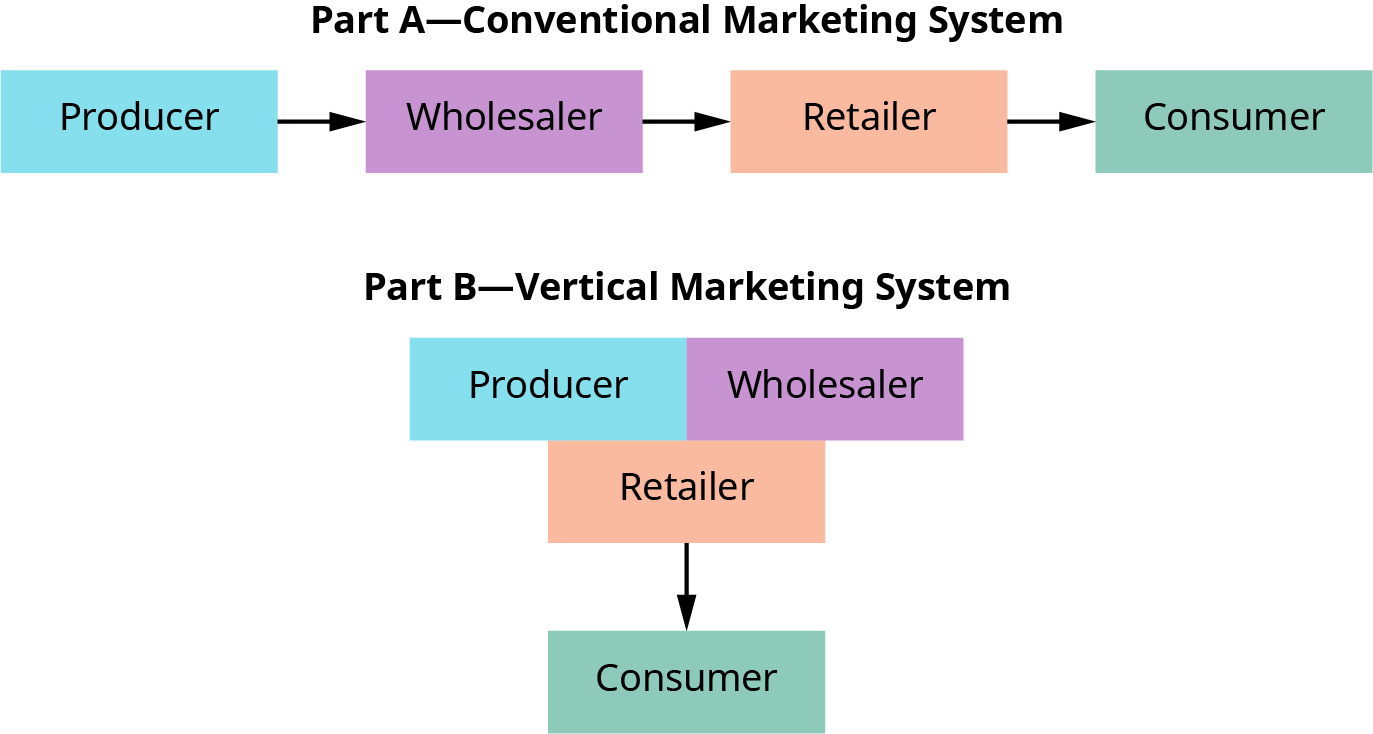 Part A—Conventional Marketing System
Producer
Wholesaler
Retailer
Consumer
Part B—Vertical Marketing System
Producer
Wholesaler
Retailer
Consumer